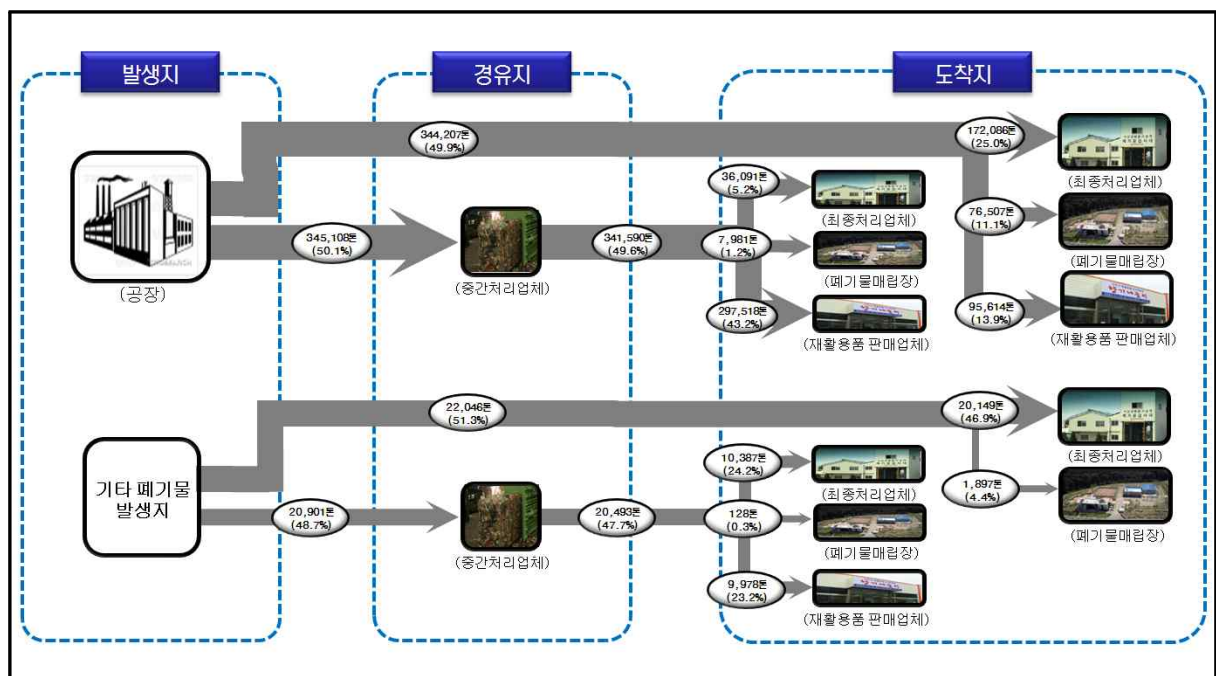 발생지
경유지
도착지
344,207톤
(49.9%)
172,086톤
(25.0%)
(최종처리업체)
36,091톤
(5.2%)
(최종처리업체)
76,507톤
(11.1%)
(폐기물매립장)
345,108톤
(50.1%)
341,590톤
(49.6%)
7,981톤
(1.2%)
(폐기물매립장)
(공장)
(중간처리업체)
297,518톤
(43.2%)
(재활용품 판매업체)
95,614톤
(13.9%)
(재활용품 판매업체)
22,046톤
(51.3%)
20,149톤
(46.9%)
(최종처리업체)
기타 폐기물
발생지
10,387톤
(24.2%)
(최종처리업체)
1,897톤
(4.4%)
(폐기물매립장)
20,901톤
(48.7%)
(중간처리업체)
20,493톤
(47.7%)
128톤
(0.3%)
(폐기물매립장)
9,978톤
(23.2%)
(재활용품 판매업체)